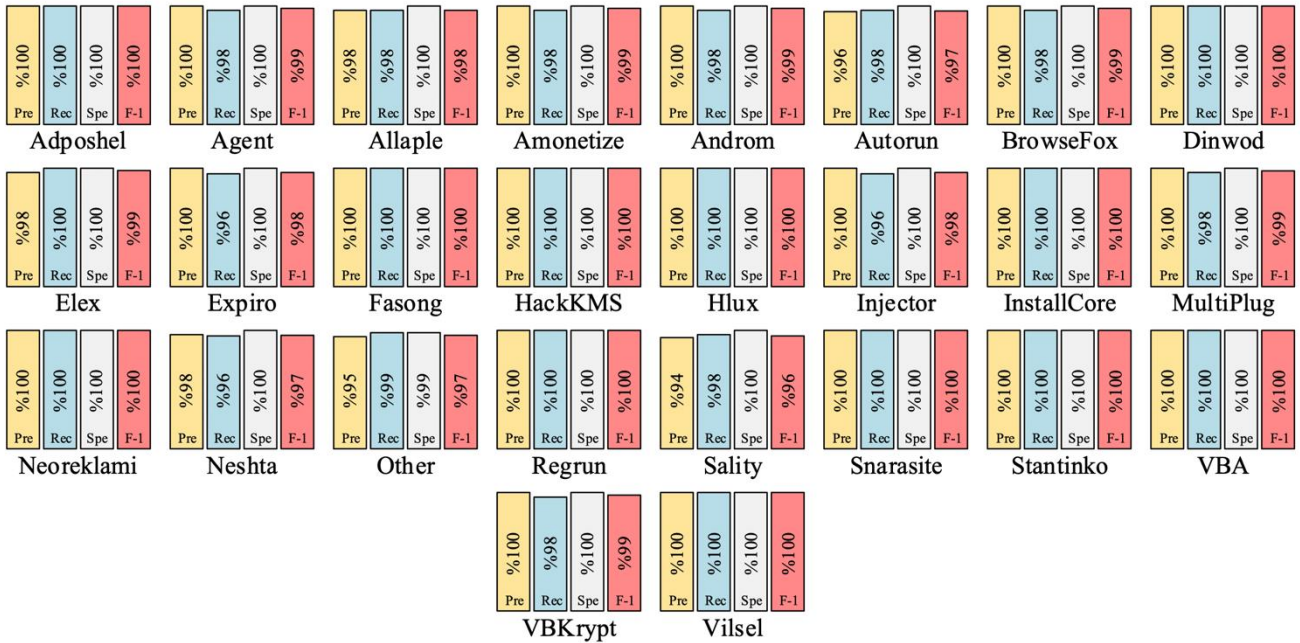 %100 %100 %100 %100 %100 %98 %100 %99 %98 %98 %100 %98 %100 %98 %100 %99 %100 %98 %100 %99 %96 %98 %100 %97 %100 %98 %100 %99 %100 %100 %100 %100
Pre Rec Spe F-1 Pre Rec Spe F-1 Pre Rec Spe F-1 Pre Rec Spe F-1 Pre Rec Spe F-1 Pre Rec Spe F-1 Pre Rec Spe F-1 Pre Rec Spe F-1
Adposhel Agent Allaple Amonetize Androm Autorun BrowseFox Dinwod
%98 %100 %100 %99 %100 %96 %100 %98 %100 %100 %100 %100 %100 %100 %100 %100 %100 %100 %100 %100 %100 %96 %100 %98 %100 %100 %100 %100 %100 %98 %100 %99
Pre Rec Spe F-1 Pre Rec Spe F-1 Pre Rec Spe F-1 Pre Rec Spe F-1 Pre Rec Spe F-1 Pre Rec Spe F-1 Pre Rec Spe F-1 Pre Rec Spe F-1
Elex Expiro Fasong HackKMS Hlux Injector InstallCore MultiPlug
%100 %100 %100 %100 %98 %96 %100 %97 %95 %99 %99 %97 %100 %100 %100 %100 %94 %98 %100 %96 %100 %100 %100 %100 %100 %100 %100 %100 %100 %100 %100 %100
Pre Rec Spe F-1 Pre Rec Spe F-1 Pre Rec Spe F-1 Pre Rec Spe F-1 Pre Rec Spe F-1 Pre Rec Spe F-1 Pre Rec Spe F-1 Pre Rec Spe F-1
Neoreklami Neshta Other Regrun Sality Snarasite Stantinko VBA
%100 %98 %100 %99 %100 %100 %100 %100
Pre Rec Spe F-1 Pre Rec Spe F-1
VBKrypt Vilsel